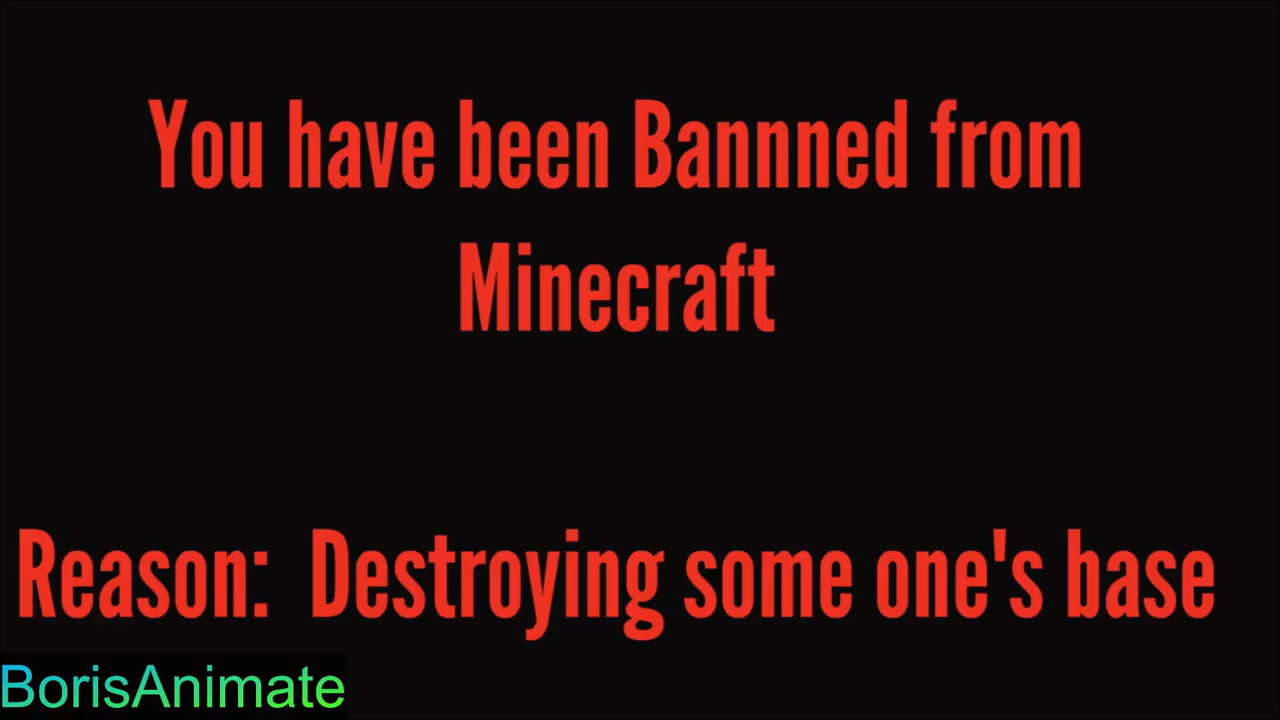 You have been Bannned from
Minecraft
Reason: Destroying some one's base
BorisAnimate